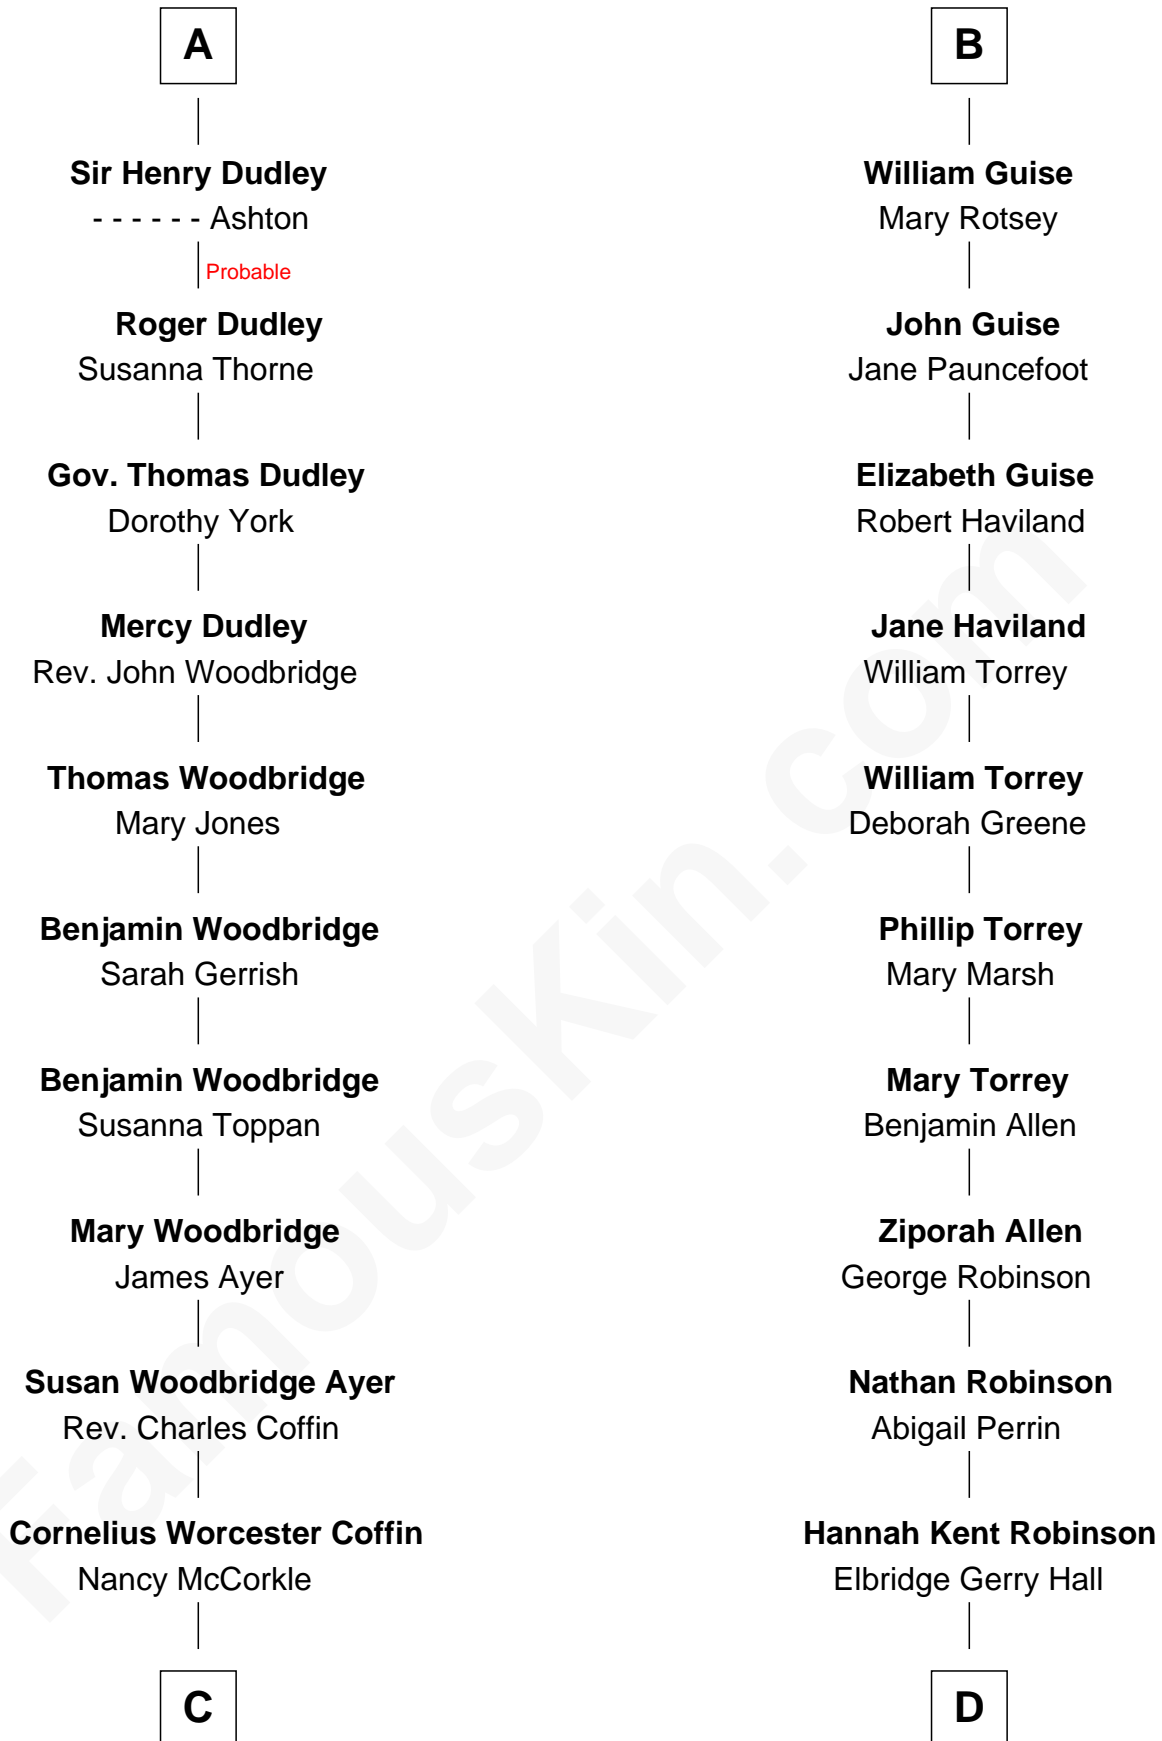 A
Sir Henry Dudley
- - - - - - Ashton
Probable
Roger Dudley
Susanna Thorne
Gov. Thomas Dudley
Dorothy York
Mercy Dudley
Rev. John Woodbridge
Thomas Woodbridge
Mary Jones
Benjamin Woodbridge
Sarah Gerrish
Benjamin Woodbridge
Susanna Toppan
Mary Woodbridge
James Ayer
Susan Woodbridge Ayer
Rev. Charles Coffin
Cornelius Worcester Coffin
Nancy McCorkle
C
B
William Guise
Mary Rotsey
John Guise
Jane Pauncefoot
Elizabeth Guise
Robert Haviland
Jane Haviland
William Torrey
William Torrey
Deborah Greene
Phillip Torrey
Mary Marsh
Mary Torrey
Benjamin Allen
Ziporah Allen
George Robinson
Nathan Robinson
Abigail Perrin
Hannah Kent Robinson
Elbridge Gerry Hall
D
FamousKin.com